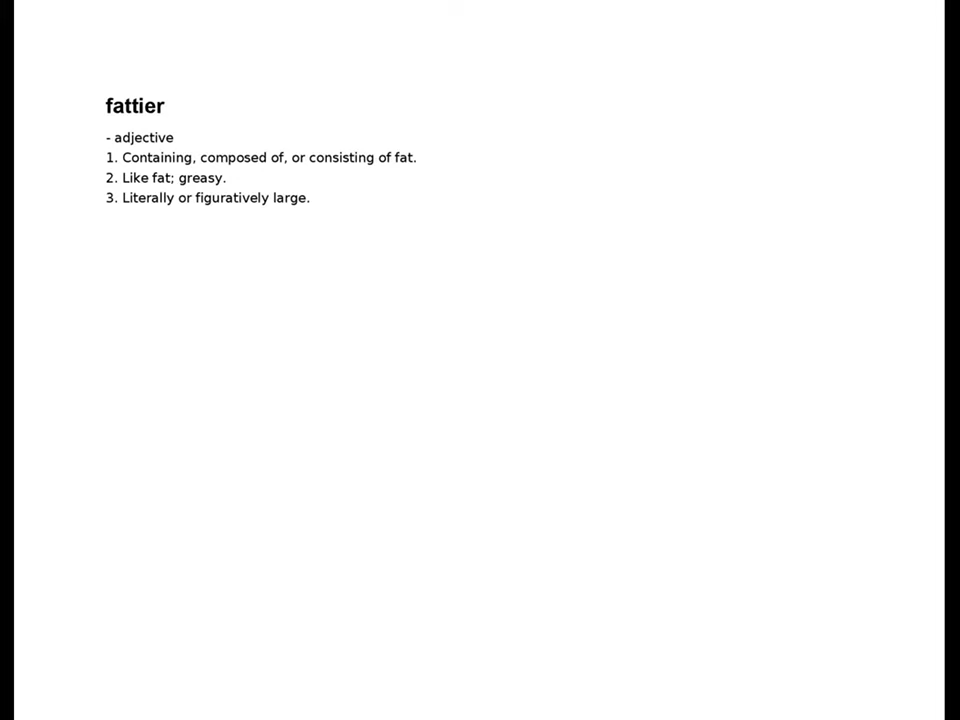 fattier
- adjective
1. Containing, composed of, or consisting of fat.
2. Like fat; greasy.
3. Literally or figuratively large.